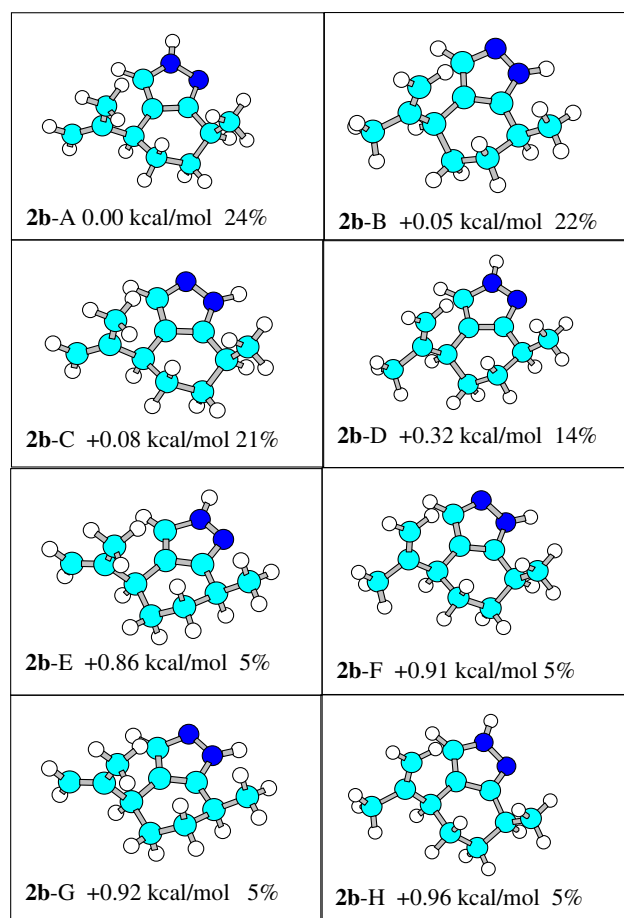 2b-A 0.00 kcal/mol 24%
2b-B +0.05 kcal/mol 22%
2b-C +0.08 kcal/mol 21%
2b-D +0.32 kcal/mol 14%
2b-E +0.86 kcal/mol 5%
2b-F +0.91 kcal/mol 5%
2b-G +0.92 kcal/mol 5%
2b-H +0.96 kcal/mol 5%